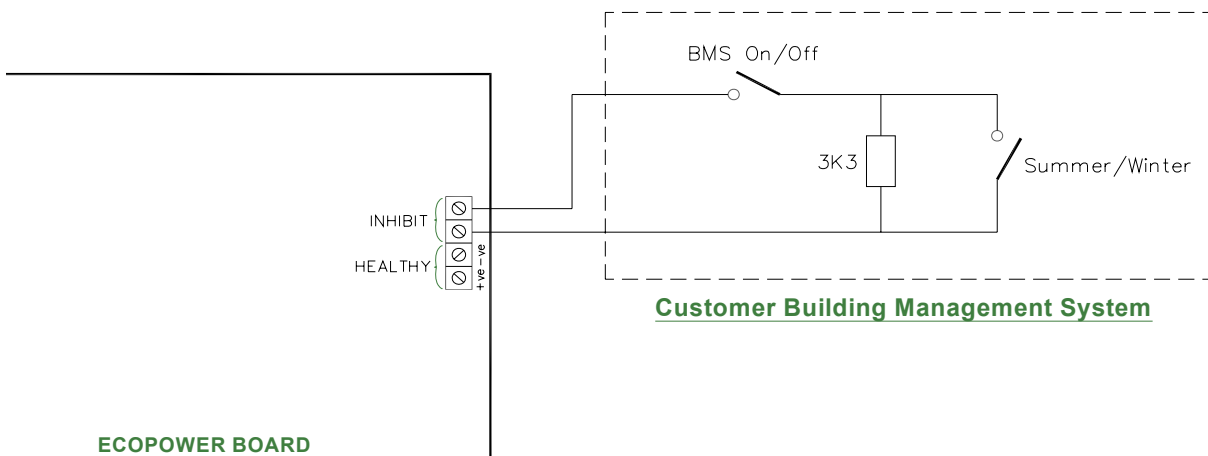 BMS On/Off
3K3
Summer/Winter
INHIBIT
HEALTHY
+ve -ve
Customer Building Management System
ECOPOWER BOARD